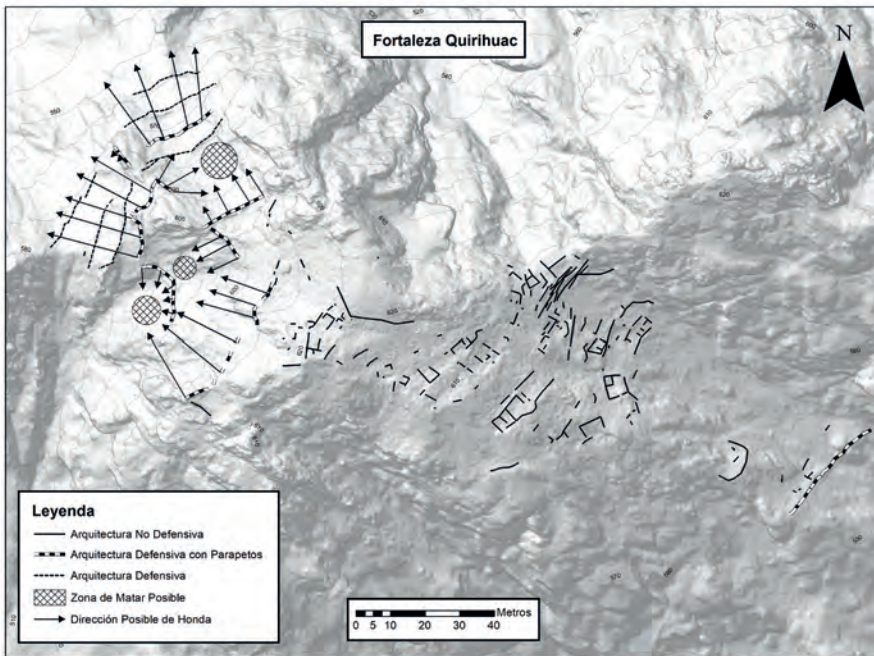 Fortaleza Quirihuac
N
Leyenda
Arquitectura No Defensiva
Arquitectura Defensiva con Parapetos
Arquitectura Defensiva
Zona de Matar Posible
Dirección Posible de Honda
Metros
0 5 10 20 30 40